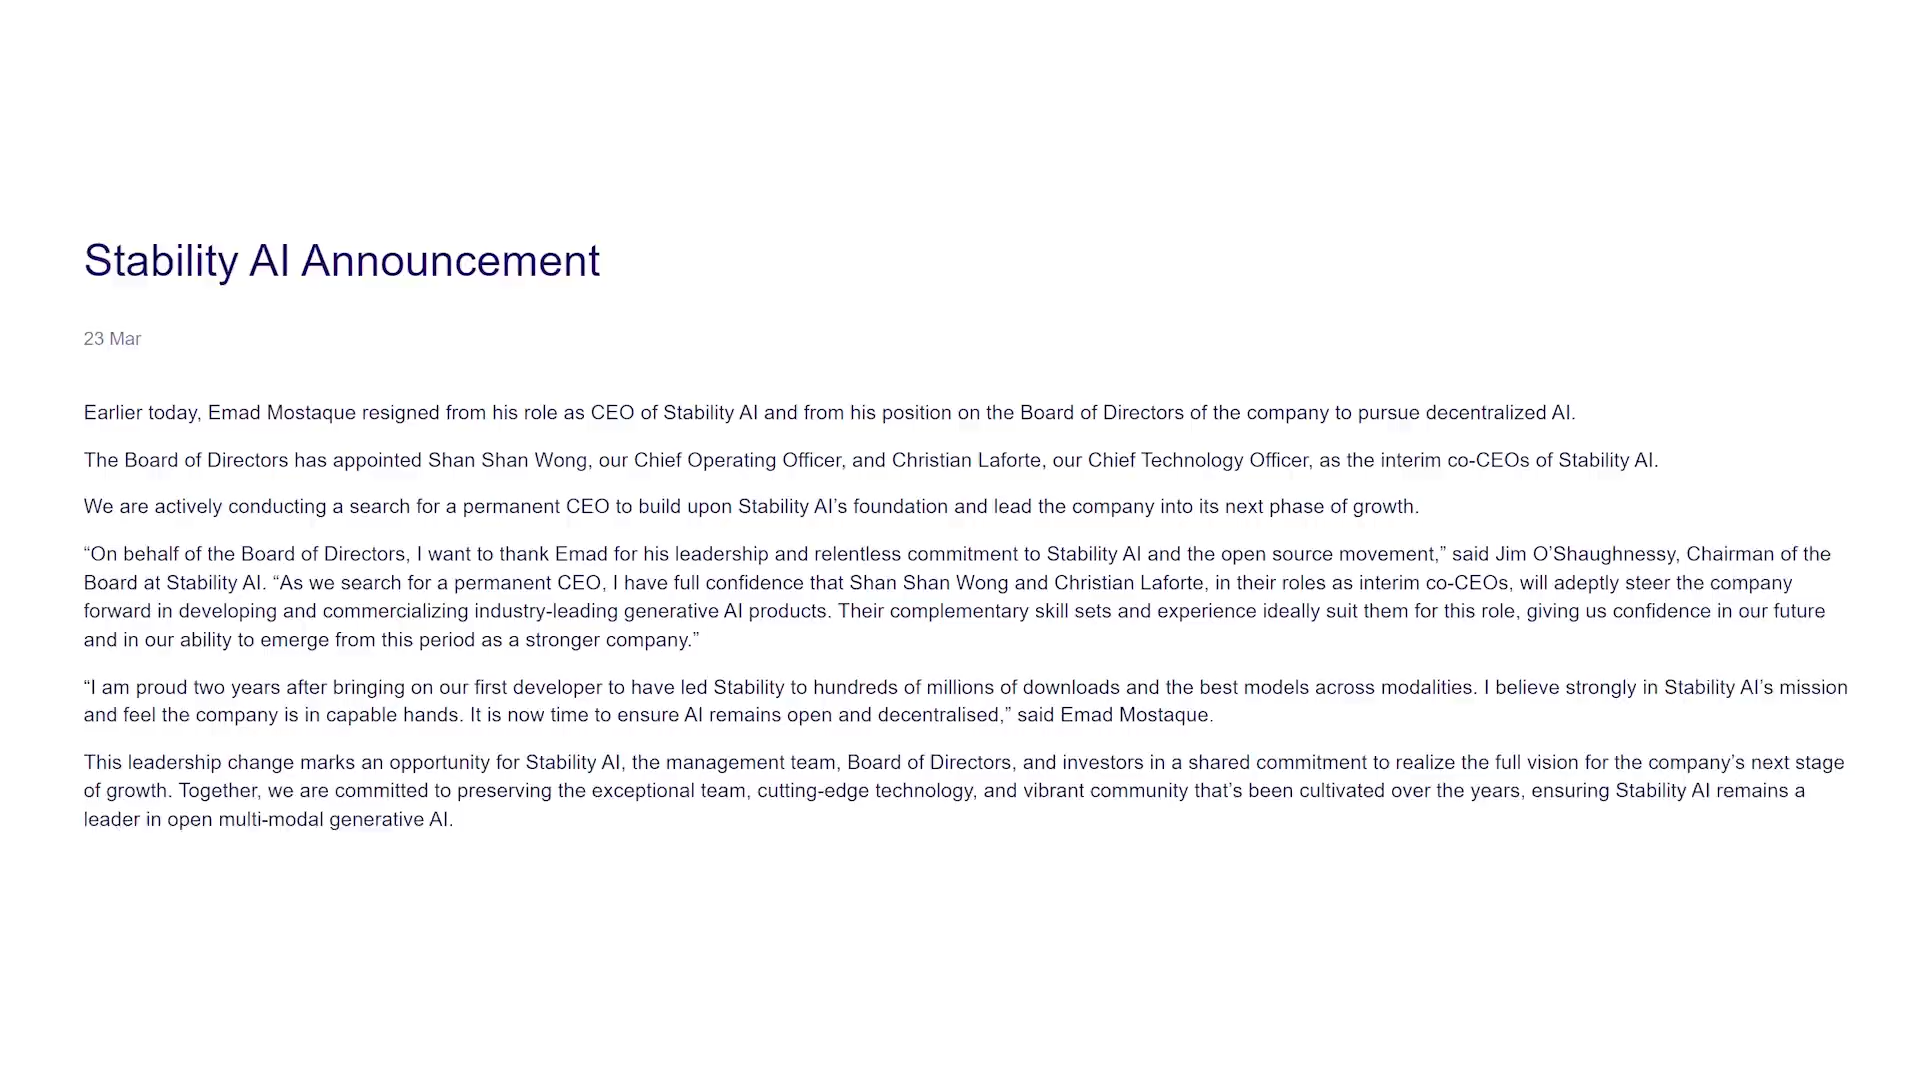 Stability AI Announcement
23 Mar
Earlier today, Emad Mostaque resigned from his role as CEO of Stability AI and from his position on the Board of Directors of the company to pursue decentralized AI.
The Board of Directors has appointed Shan Shan Wong, our Chief Operating Officer, and Christian Laforte, our Chief Technology Officer, as the interim co-CEOs of Stability AI.
We are actively conducting a search for a permanent CEO to build upon Stability AI’s foundation and lead the company into its next phase of growth.
“On behalf of the Board of Directors, I want to thank Emad for his leadership and relentless commitment to Stability AI and the open source movement,” said Jim O’Shaughnessy, Chairman of the
Board at Stability AI. “As we search for a permanent CEO, I have full confidence that Shan Shan Wong and Christian Laforte, in their roles as interim co-CEOs, will adeptly steer the company
forward in developing and commercializing industry-leading generative AI products. Their complementary skill sets and experience ideally suit them for this role, giving us confidence in our future
and in our ability to emerge from this period as a stronger company.”
“I am proud two years after bringing on our first developer to have led Stability to hundreds of millions of downloads and the best models across modalities. I believe strongly in Stability AI’s mission
and feel the company is in capable hands. It is now time to ensure AI remains open and decentralised,” said Emad Mostaque.
This leadership change marks an opportunity for Stability AI, the management team, Board of Directors, and investors in a shared commitment to realize the full vision for the company’s next stage
of growth. Together, we are committed to preserving the exceptional team, cutting-edge technology, and vibrant community that’s been cultivated over the years, ensuring Stability AI remains a
leader in open multi-modal generative AI.